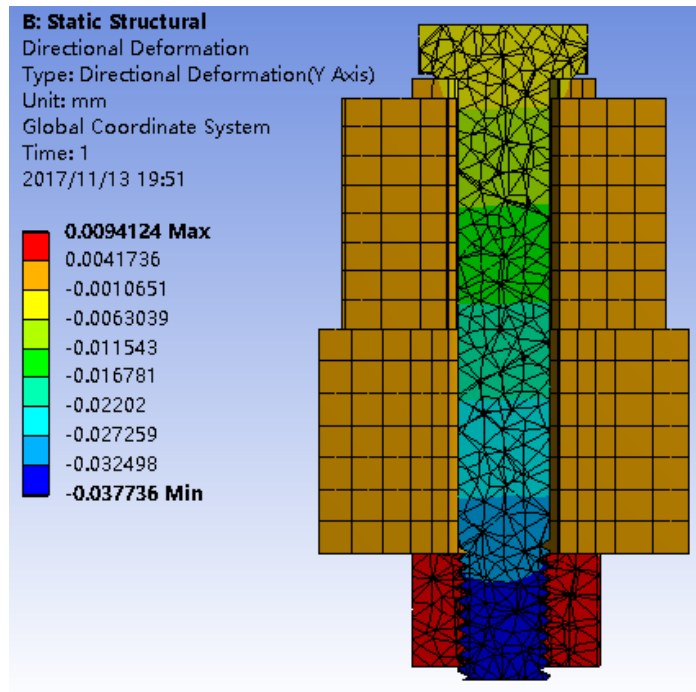 B: Static Structural
Directional Deformation
Type: Directional Deformation(Y Axis)
Unit: mm
Global Coordinate System
Time: 1
2017/11/13 19:51
0.0094124 Max
0.0041736
-0.0010651
-0.0063039
-0.011543
-0.016781
-0.02202
-0.027259
-0.032498
-0.037736 Min